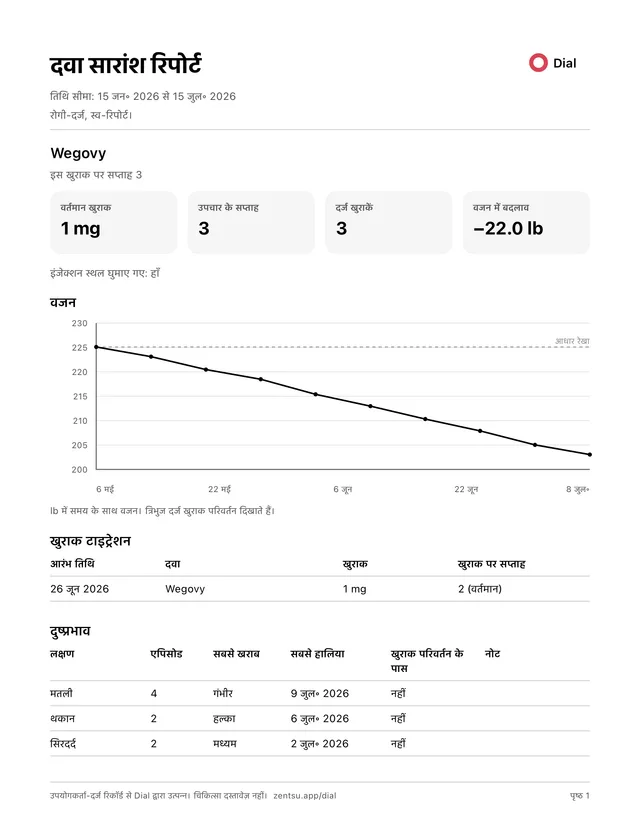 दवा सारांश रिपोर्ट
Dial
तिथि सीमा: 15 जन॰ 2026 से 15 जुल॰ 2026
रोगी-दर्ज, स्व-रिपोर्ट।
Wegovy
इस खुराक पर सप्ताह 3
वर्तमान खुराक
1 mg
उपचार के सप्ताह
3
दर्ज खुराकें
3
वजन में बदलाव
−22.0 lb
इंजेक्शन स्थल घुमाए गए: हाँ
वजन
230
225
220
215
210
205
200
आधार रेखा
6 मई 22 मई 6 जून 22 जून 8 जुल॰
lb में समय के साथ वजन। त्रिभुज दर्ज खुराक परिवर्तन दिखाते हैं।
खुराक टाइट्रेशन
आरंभ तिथि दवा खुराक खुराक पर सप्ताह
26 जून 2026 Wegovy 1 mg 2 (वर्तमान)
दुष्प्रभाव
लक्षण एपिसोड सबसे खराब सबसे हालिया खुराक परिवर्तन के नोट
पास
मतली 4 गंभीर 9 जुल॰ 2026 नहीं
थकान 2 हल्का 6 जुल॰ 2026 नहीं
सिरदर्द 2 मध्यम 2 जुल॰ 2026 नहीं
उपयोगकर्ता-दर्ज रिकॉर्ड से Dial द्वारा उत्पन्न। चिकित्सा दस्तावेज़ नहीं। zentsu.app/dial पृष्ठ 1